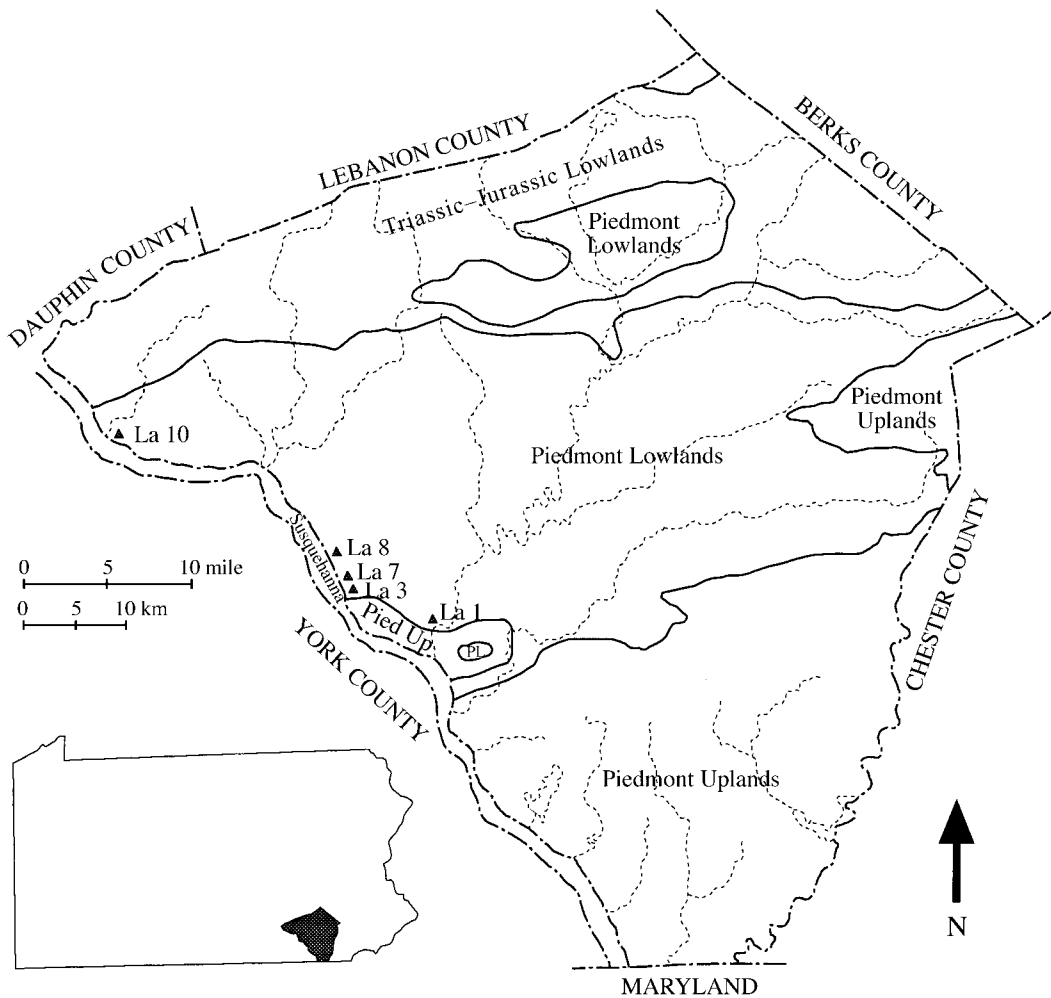 LEBANON COUNTY
BERKS COUNTY
DAUPHIN COUNTY
Triassic–Jurassic Lowlands
Piedmont
Lowlands
Piedmont
Uplands
La 10
Piedmont Lowlands
Susquehanna
La 8
La 7
La 3
La 1
Pied Up
PL
0 5 10 mile
0 5 10 km
YORK COUNTY
CHESTER COUNTY
Piedmont Uplands
N
MARYLAND